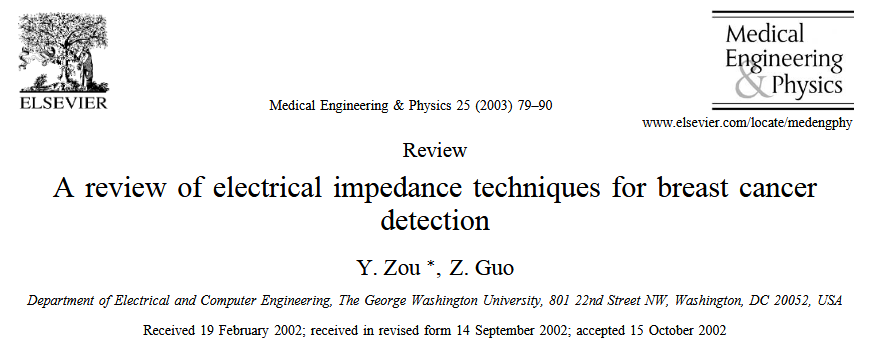 ELSEVIER
Medical
Engineering
& Physics
Medical Engineering & Physics 25 (2003) 79–90
www.elsevier.com/locate/medengphy
Review
A review of electrical impedance techniques for breast cancer
detection
Y. Zou *, Z. Guo
Department of Electrical and Computer Engineering, The George Washington University, 801 22nd Street NW, Washington, DC 20052, USA
Received 19 February 2002; received in revised form 14 September 2002; accepted 15 October 2002